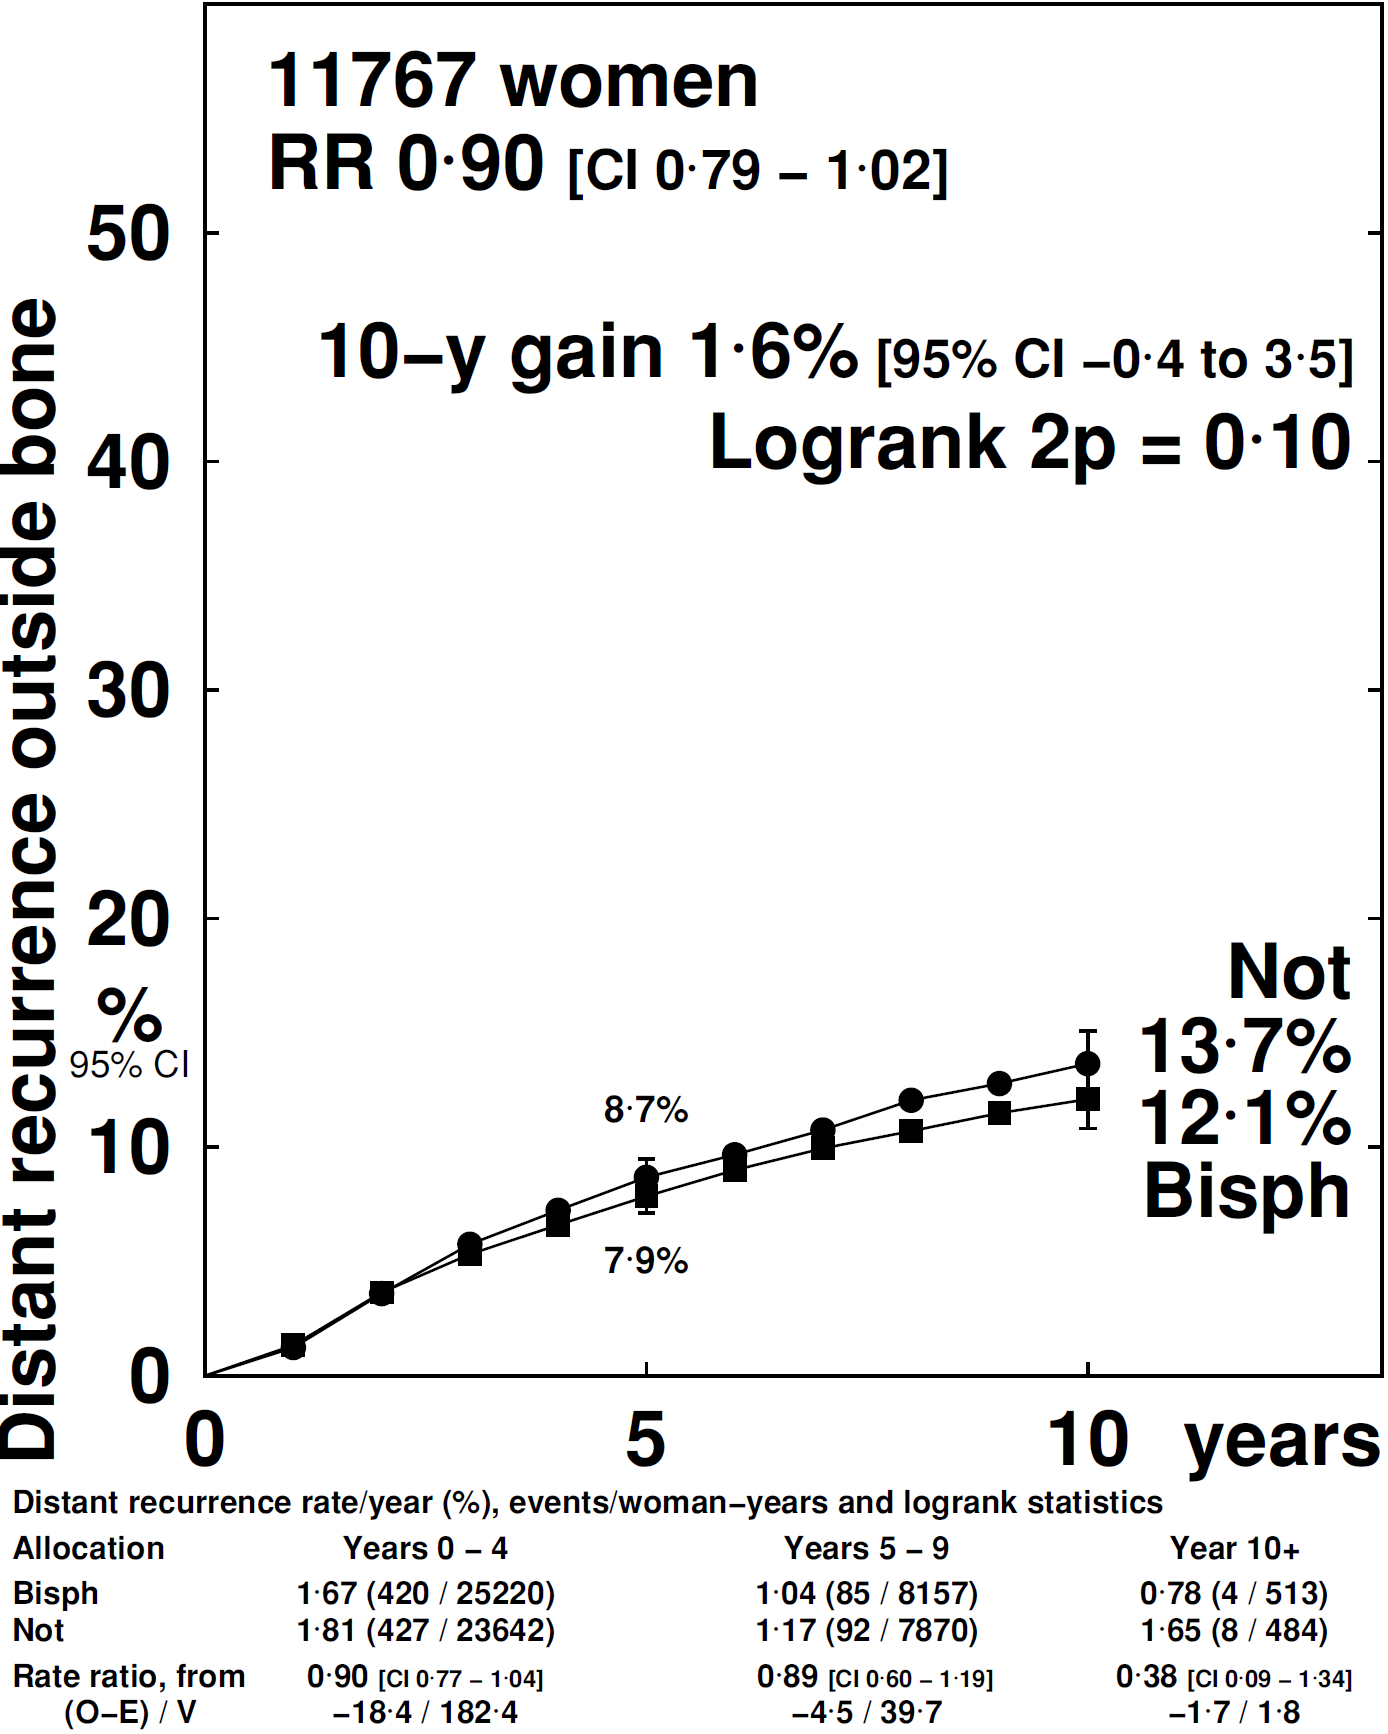 11767 women
RR 0·90 [CI 0·79 – 1·02]
50
10–y gain 1·6% [95% CI –0·4 to 3·5]
Logrank 2p = 0·10
40
30
20
%
95% CI
10
0
Distant recurrence outside bone
8·7%
7·9%
Not
13·7%
12·1%
Bisph
0 5 10 years
Distant recurrence rate/year (%), events/woman–years and logrank statistics
Allocation Years 0 – 4 Years 5 – 9 Year 10+
Bisph 1·67 (420 / 25220) 1·04 (85 / 8157) 0·78 (4 / 513)
Not 1·81 (427 / 23642) 1·17 (92 / 7870) 1·65 (8 / 484)
Rate ratio, from 0·90 [CI 0·77 – 1·04] 0·89 [CI 0·60 – 1·19] 0·38 [CI 0·09 – 1·34]
(O–E) / V –18·4 / 182·4 –4·5 / 39·7 –1·7 / 1·8